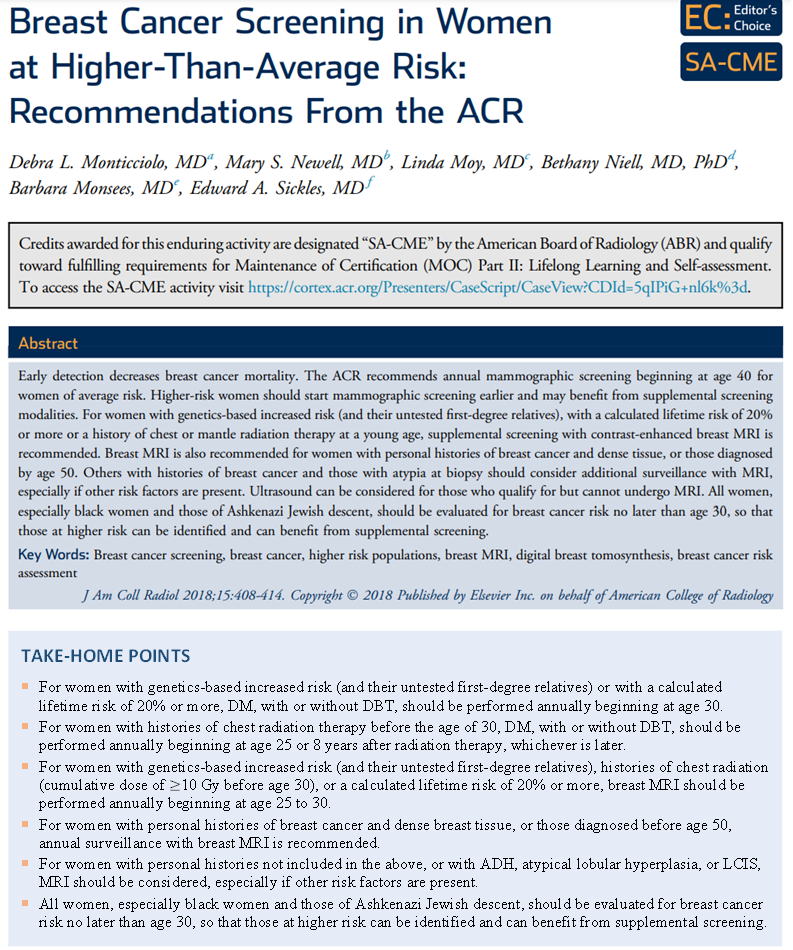 Breast Cancer Screening in Women
at Higher-Than-Average Risk:
Recommendations From the ACR
EC: Editor's Choice
SA-CME
Debra L. Monticciolo, MDa, Mary S. Newell, MDb, Linda Moy, MDc, Bethany Niell, MD, PhDd,
Barbara Monsees, MDe, Edward A. Sickles, MDf
Credits awarded for this enduring activity are designated “SA-CME” by the American Board of Radiology (ABR) and qualify
toward fulfilling requirements for Maintenance of Certification (MOC) Part II: Lifelong Learning and Self-assessment.
To access the SA-CME activity visit https://cortex.acr.org/Presenters/CaseScript/CaseView?CDId=5qIPiG+nl6k%3d.
Abstract
Early detection decreases breast cancer mortality. The ACR recommends annual mammographic screening beginning at age 40 for
women of average risk. Higher-risk women should start mammographic screening earlier and may benefit from supplemental screening
modalities. For women with genetics-based increased risk (and their untested first-degree relatives), with a calculated lifetime risk of 20%
or more or a history of chest or mantle radiation therapy at a young age, supplemental screening with contrast-enhanced breast MRI is
recommended. Breast MRI is also recommended for women with personal histories of breast cancer and dense tissue, or those diagnosed
by age 50. Others with histories of breast cancer and those with atypia at biopsy should consider additional surveillance with MRI,
especially if other risk factors are present. Ultrasound can be considered for those who qualify for but cannot undergo MRI. All women,
especially black women and those of Ashkenazi Jewish descent, should be evaluated for breast cancer risk no later than age 30, so that
those at higher risk can be identified and can benefit from supplemental screening.
Key Words: Breast cancer screening, breast cancer, higher risk populations, breast MRI, digital breast tomosynthesis, breast cancer risk
assessment
J Am Coll Radiol 2018;15:408-414. Copyright © 2018 Published by Elsevier Inc. on behalf of American College of Radiology
TAKE-HOME POINTS
▪ For women with genetics-based increased risk (and their untested first-degree relatives) or with a calculated
lifetime risk of 20% or more, DM, with or without DBT, should be performed annually beginning at age 30.
▪ For women with histories of chest radiation therapy before the age of 30, DM, with or without DBT, should be
performed annually beginning at age 25 or 8 years after radiation therapy, whichever is later.
▪ For women with genetics-based increased risk (and their untested first-degree relatives), histories of chest radiation
(cumulative dose of ≥10 Gy before age 30), or a calculated lifetime risk of 20% or more, breast MRI should be
performed annually beginning at age 25 to 30.
▪ For women with personal histories of breast cancer and dense breast tissue, or those diagnosed before age 50,
annual surveillance with breast MRI is recommended.
▪ For women with personal histories not included in the above, or with ADH, atypical lobular hyperplasia, or LCIS,
MRI should be considered, especially if other risk factors are present.
▪ All women, especially black women and those of Ashkenazi Jewish descent, should be evaluated for breast cancer
risk no later than age 30, so that those at higher risk can be identified and can benefit from supplemental screening.